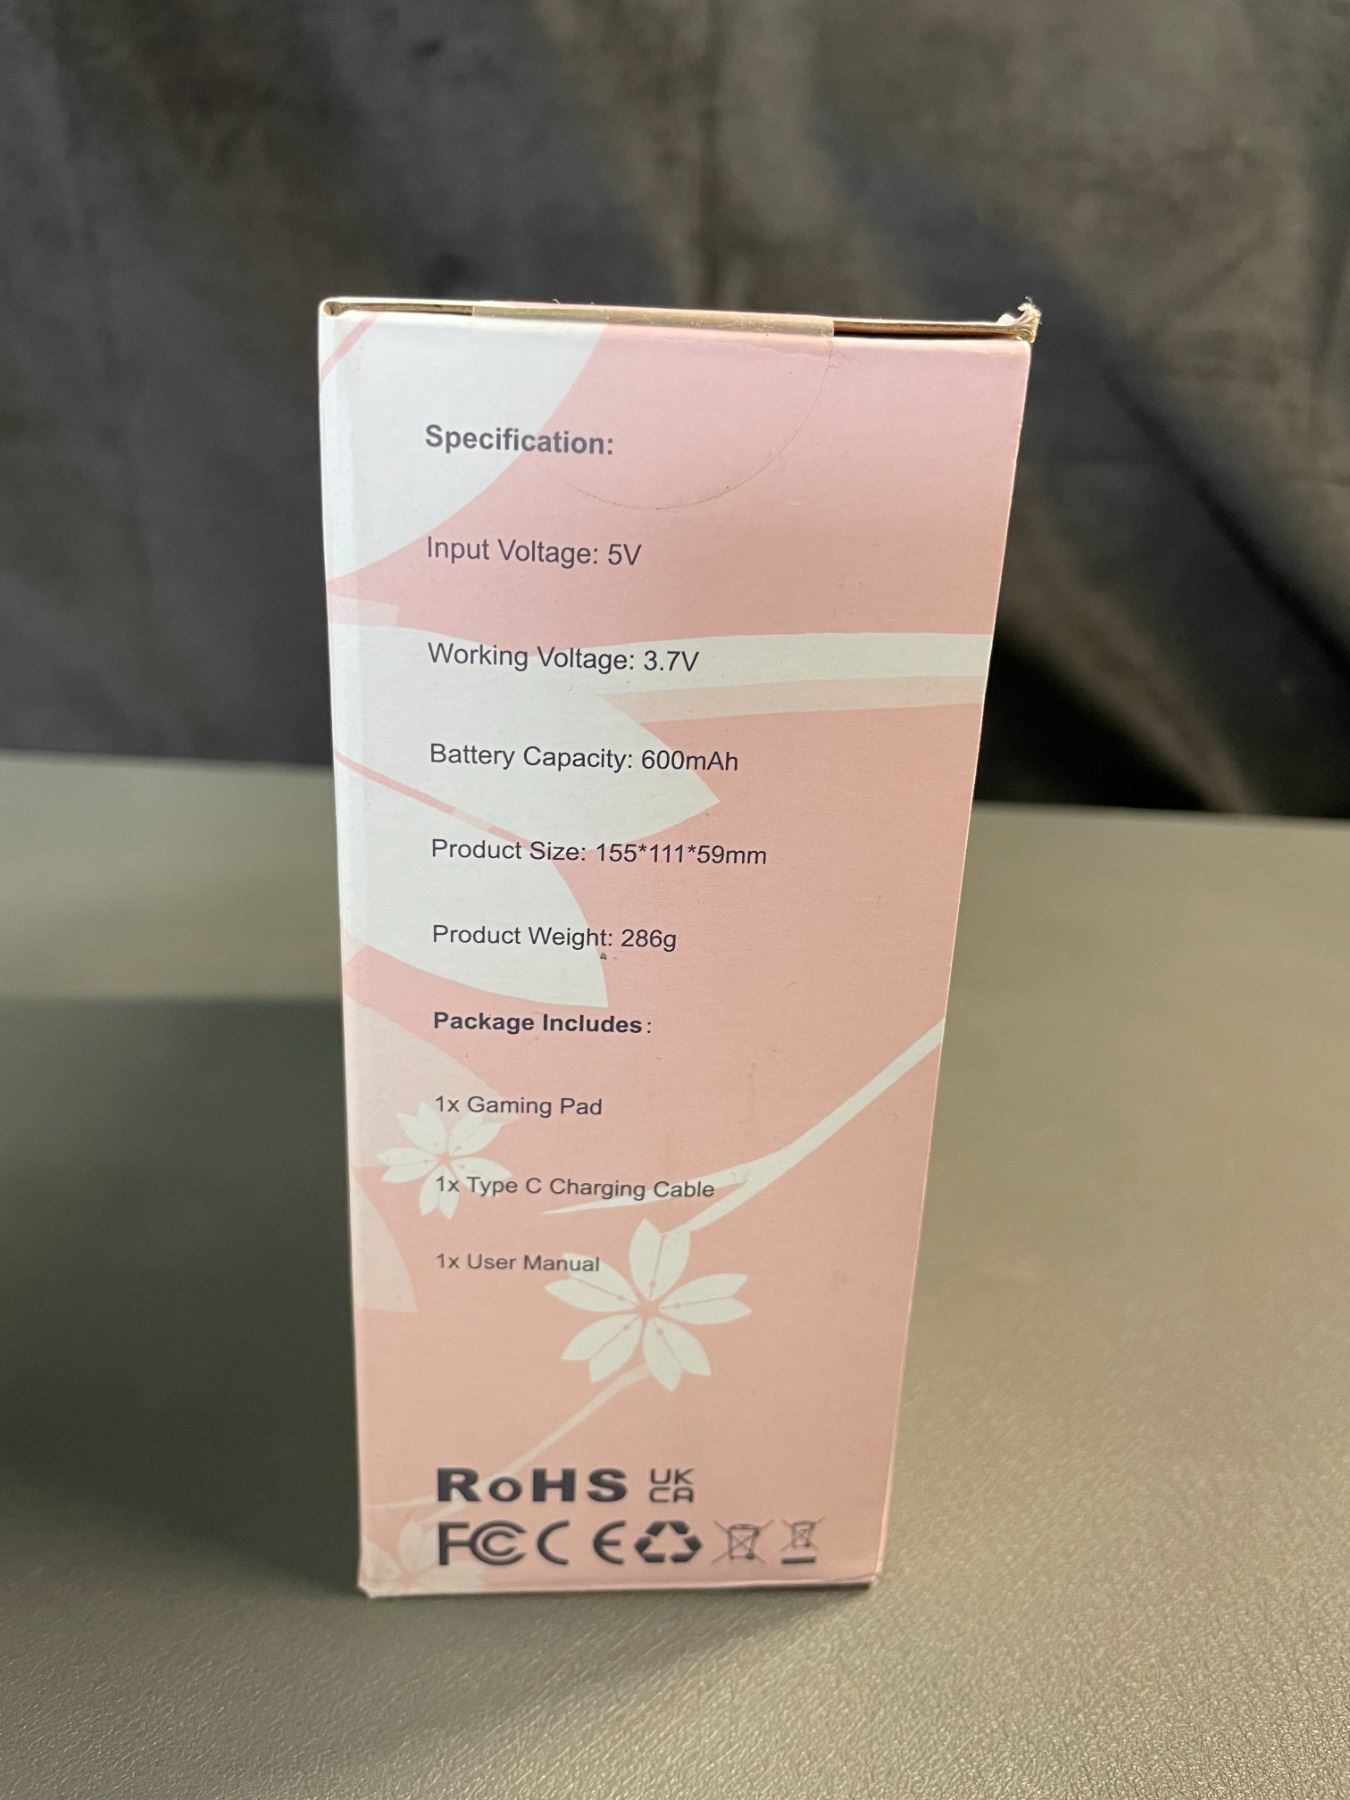 Specification:
Input Voltage: 5V
Working Voltage: 3.7V
Battery Capacity: 600mAh
Product Size: 155*111*59mm
Product Weight: 286g
Package Includes:
1x Gaming Pad
1x Type C Charging Cable
1x User Manual
RoHS UK
CA
FC CE